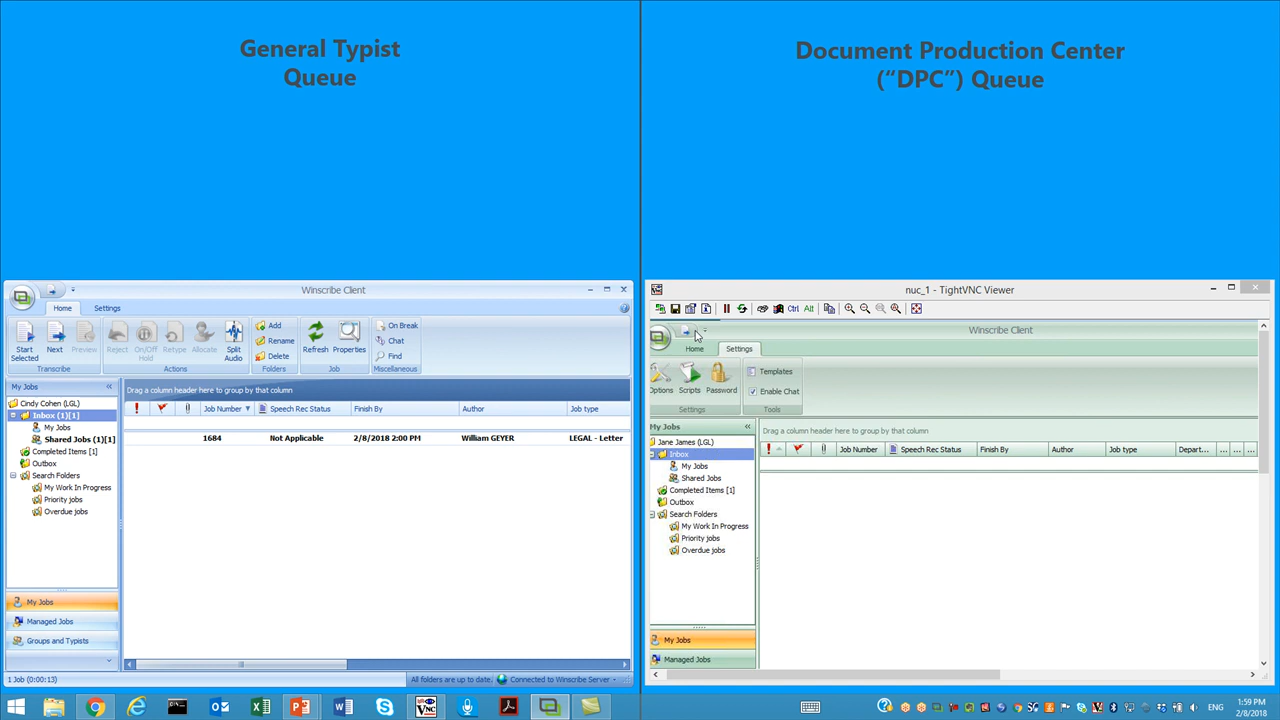 General Typist
Queue
Document Production Center
("DPC") Queue
Winscribe Client
Home
Settings
Start
Selected
Next
Preview
Transcribe
Reject
On/Off
Hold
Retype
Allocate
Split
Audio
Actions
Add
Rename
Delete
Folders
Refresh
Properties
Job
On Break
Chat
Find
Miscellaneous
My Jobs
Cindy Cohen (LGL)
Inbox (1)[1]
My Jobs
Shared Jobs (1)[1]
Completed Items [1]
Outbox
Search Folders
My Work In Progress
Priority jobs
Overdue jobs
My Jobs
Managed Jobs
Groups and Typists
Drag a column header here to group by that column
Job Number Speech Rec Status Finish By Author Job type
1684 Not Applicable 2/8/2018 2:00 PM William GEYER LEGAL - Letter
1 Job (0:00:13)
All folders are up to date.
Connected to Winscribe Server
nuc_1 - TightVNC Viewer
Ctrl Alt
Winscribe Client
Home
Settings
Options
Scripts
Password
Settings
Templates
Enable Chat
Tools
My Jobs
Jane James (LGL)
Inbox
My Jobs
Shared Jobs
Completed Items [1]
Outbox
Search Folders
My Work In Progress
Priority jobs
Overdue jobs
My Jobs
Managed Jobs
Drag a column header here to group by that column
Job Number Speech Rec Status Finish By Author Job type Depart... ... ... ...
ENG
1:59 PM
2/8/2018